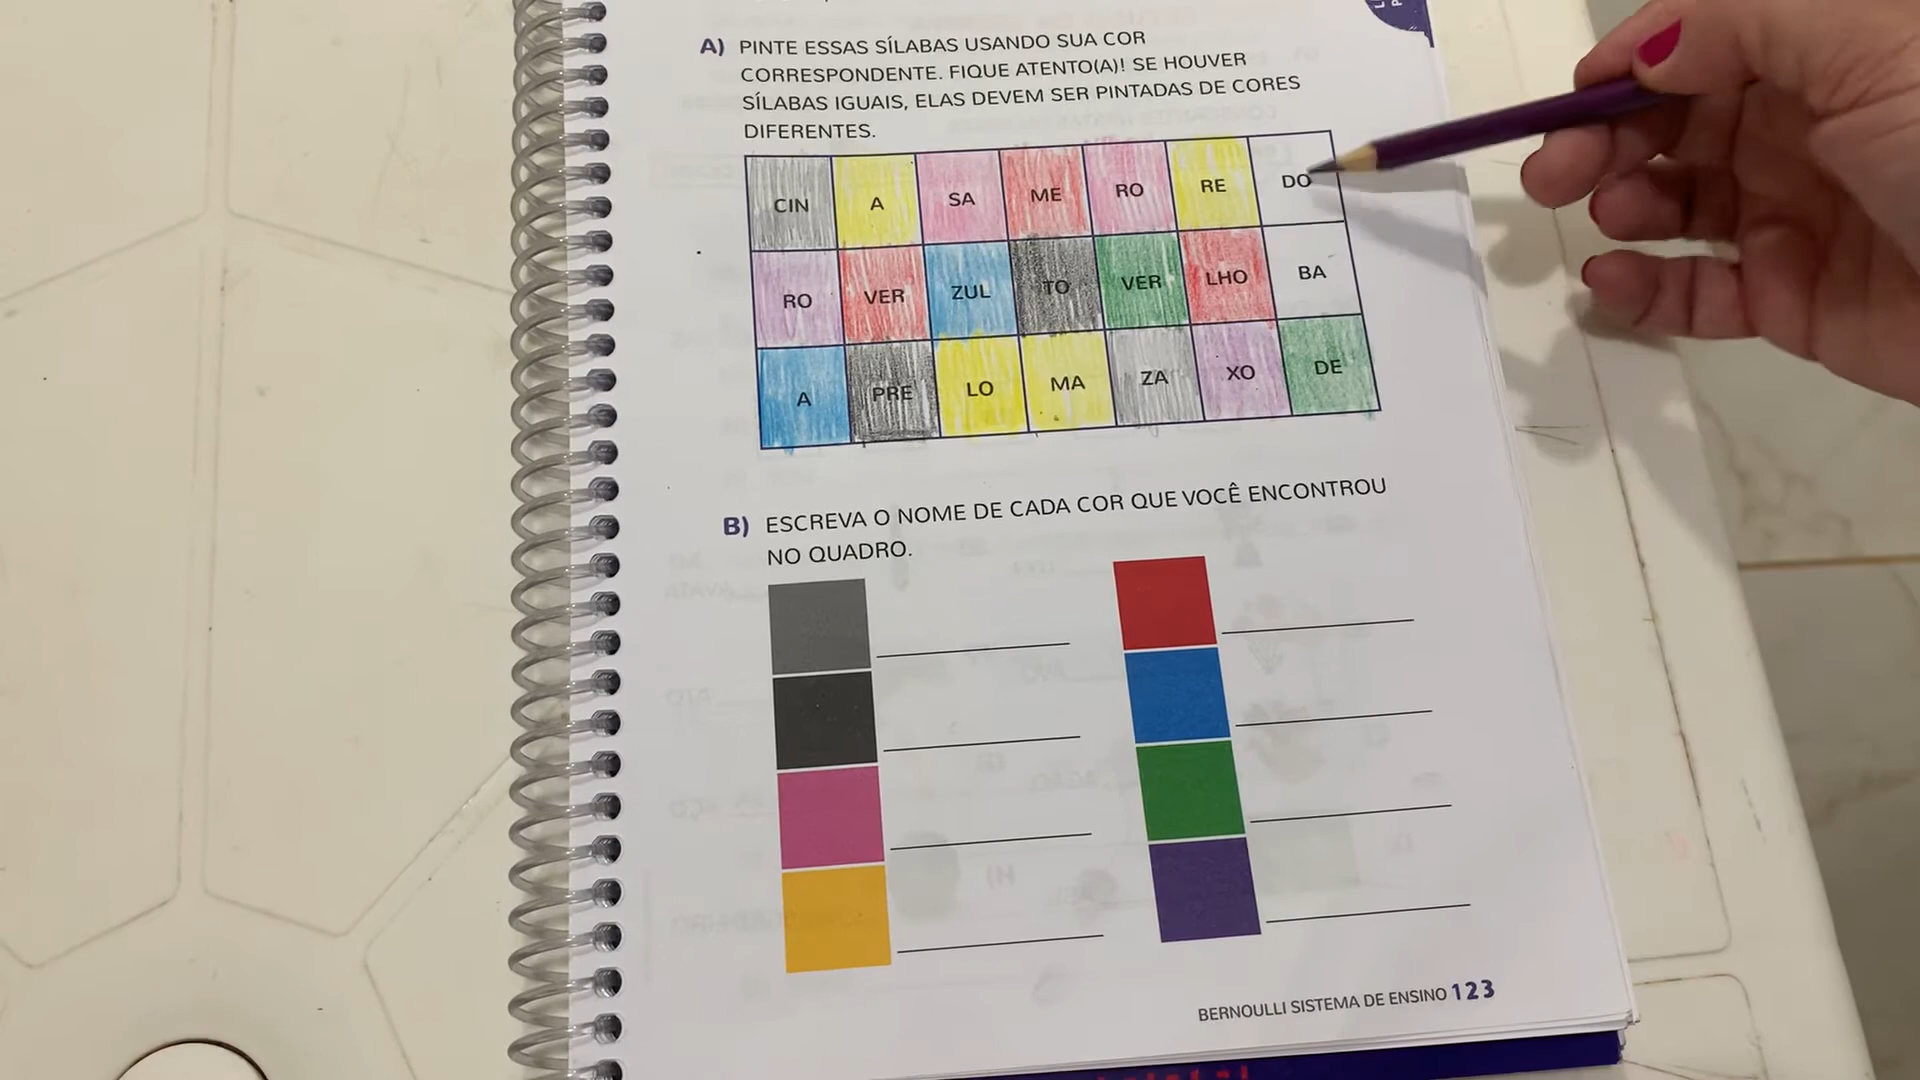 A) PINTE ESSAS SÍLABAS USANDO SUA COR
CORRESPONDENTE. FIQUE ATENTO(A)! SE HOUVER
SÍLABAS IGUAIS, ELAS DEVEM SER PINTADAS DE CORES
DIFERENTES.
CIN A SA ME RO RE DO
RO VER ZUL TO VER LHO BA
A PRE LO MA ZA XO DE
B) ESCREVA O NOME DE CADA COR QUE VOCÊ ENCONTROU
NO QUADRO.
BERNOULLI SISTEMA DE ENSINO 123